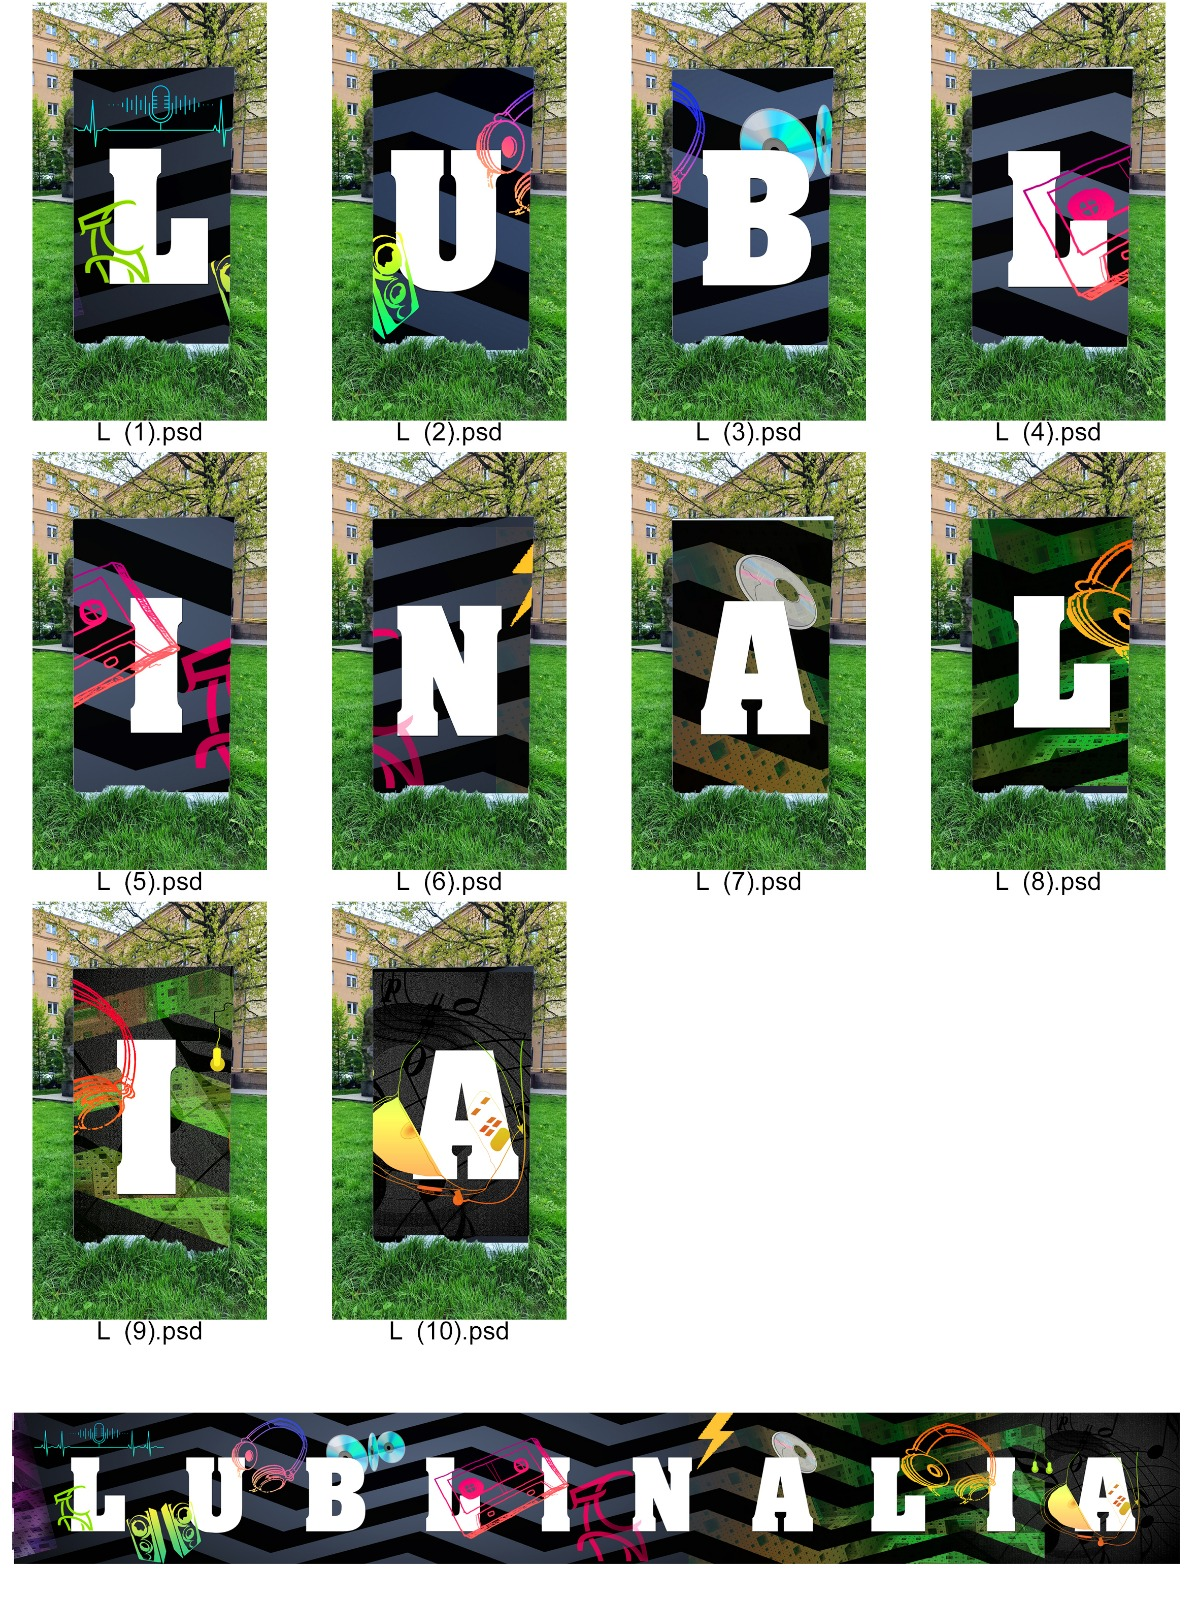 L
U
B
L
L (1).psd
L (2).psd
L (3).psd
L (4).psd
I
N
A
L
L (5).psd
L (6).psd
L (7).psd
L (8).psd
I
A
L (9).psd
L (10).psd
LUBLINALIA